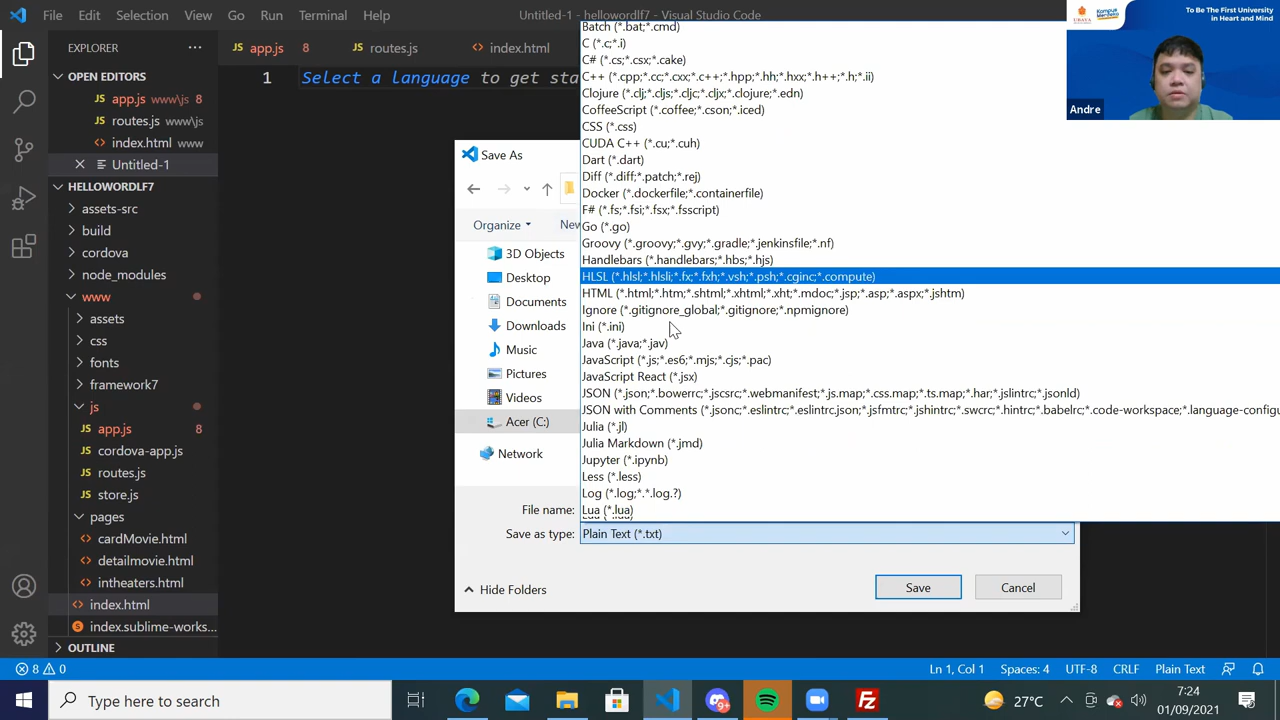 File Edit Selection View Go Run Terminal Help
Untitled-1 - helloworldlf7 - Visual Studio Code
To Be The First University
in Heart and Mind
UBAYA
Kampus
Merdeka
Andre
EXPLORER
app.js 8
routes.js
index.html
OPEN EDITORS
app.js www\js 8
routes.js www\js
index.html www
Untitled-1
1
Select a language to get sta
HELLOWORDLF7
assets-src
build
cordova
node_modules
www
assets
css
fonts
framework7
js
app.js 8
cordova-app.js
routes.js
store.js
pages
cardMovie.html
detailmovie.html
intheaters.html
index.html
index.sublime-works...
OUTLINE
Save As
Organize
New
3D Objects
Desktop
Documents
Downloads
Music
Pictures
Videos
Acer (C:)
Network
Batch (*.bat;*.cmd)
C (*.c;*.i)
C# (*.cs;*.csx;*.cake)
C++ (*.cpp;*.cc;*.cxx;*.c++;*.hpp;*.hh;*.hxx;*.h++;*.h;*.ii)
Clojure (*.clj;*.cljs;*.cljc;*.cljx;*.clojure;*.edn)
CoffeeScript (*.coffee;*.cson;*.iced)
CSS (*.css)
CUDA C++ (*.cu;*.cuh)
Dart (*.dart)
Diff (*.diff;*.patch;*.rej)
Docker (*.dockerfile;*.containerfile)
F# (*.fs;*.fsi;*.fsx;*.fsscript)
Go (*.go)
Groovy (*.groovy;*.gvy;*.gradle;*.jenkinsfile;*.nf)
Handlebars (*.handlebars;*.hbs;*.hjs)
HLSL (*.hlsl;*.hlsli;*.fx;*.fxh;*.vsh;*.psh;*.cginc;*.compute)
HTML (*.html;*.htm;*.shtml;*.xhtml;*.xht;*.mdoc;*.jsp;*.asp;*.aspx;*.jshtm)
Ignore (*.gitignore_global;*.gitignore;*.npmignore)
Ini (*.ini)
Java (*.java;*.jav)
JavaScript (*.js;*.es6;*.mjs;*.cjs;*.pac)
JavaScript React (*.jsx)
JSON (*.json;*.bowerrc;*.jscsrc;*.webmanifest;*.js.map;*.css.map;*.ts.map;*.har;*.jslintrc;*.jsonld)
JSON with Comments (*.jsonc;*.eslintrc;*.eslintrc.json;*.jsfmtrc;*.jshintrc;*.swcrc;*.hintrc;*.babelrc;*.code-workspace;*.language-configu
Julia (*.jl)
Julia Markdown (*.jmd)
Jupyter (*.ipynb)
Less (*.less)
Log (*.log;*.*.log.?)
Lua (*.lua)
File name:
Save as type: Plain Text (*.txt)
Hide Folders
Save
Cancel
8 0
Ln 1, Col 1
Spaces: 4
UTF-8
CRLF
Plain Text
Type here to search
9+
27°C
7:24
01/09/2021